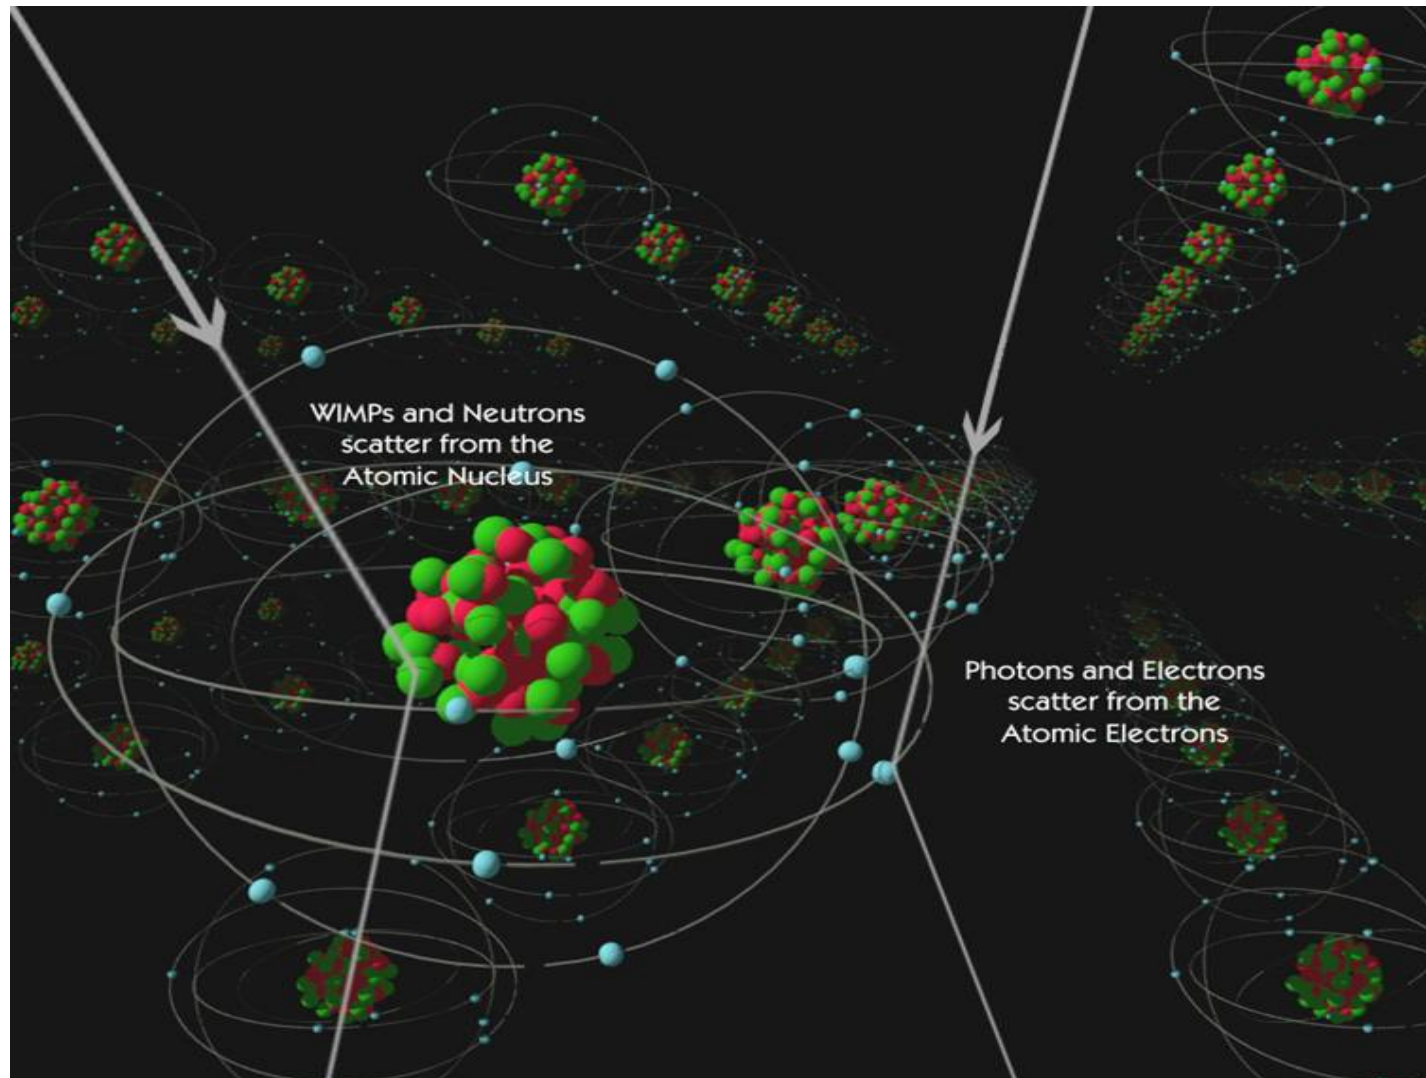 WIMPs and Neutrons
scatter from the
Atomic Nucleus
Photons and Electrons
scatter from the
Atomic Electrons